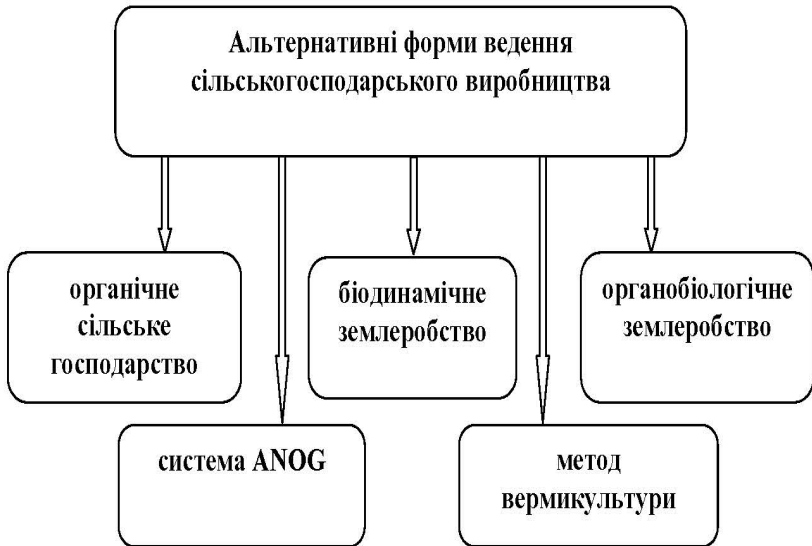 Альтернативні форми ведення
сільськогосподарського виробництва
органічне
сільське
господарство
біодинамічне
землеробство
органобіологічне
землеробство
система ANOG
метод
вермикультури